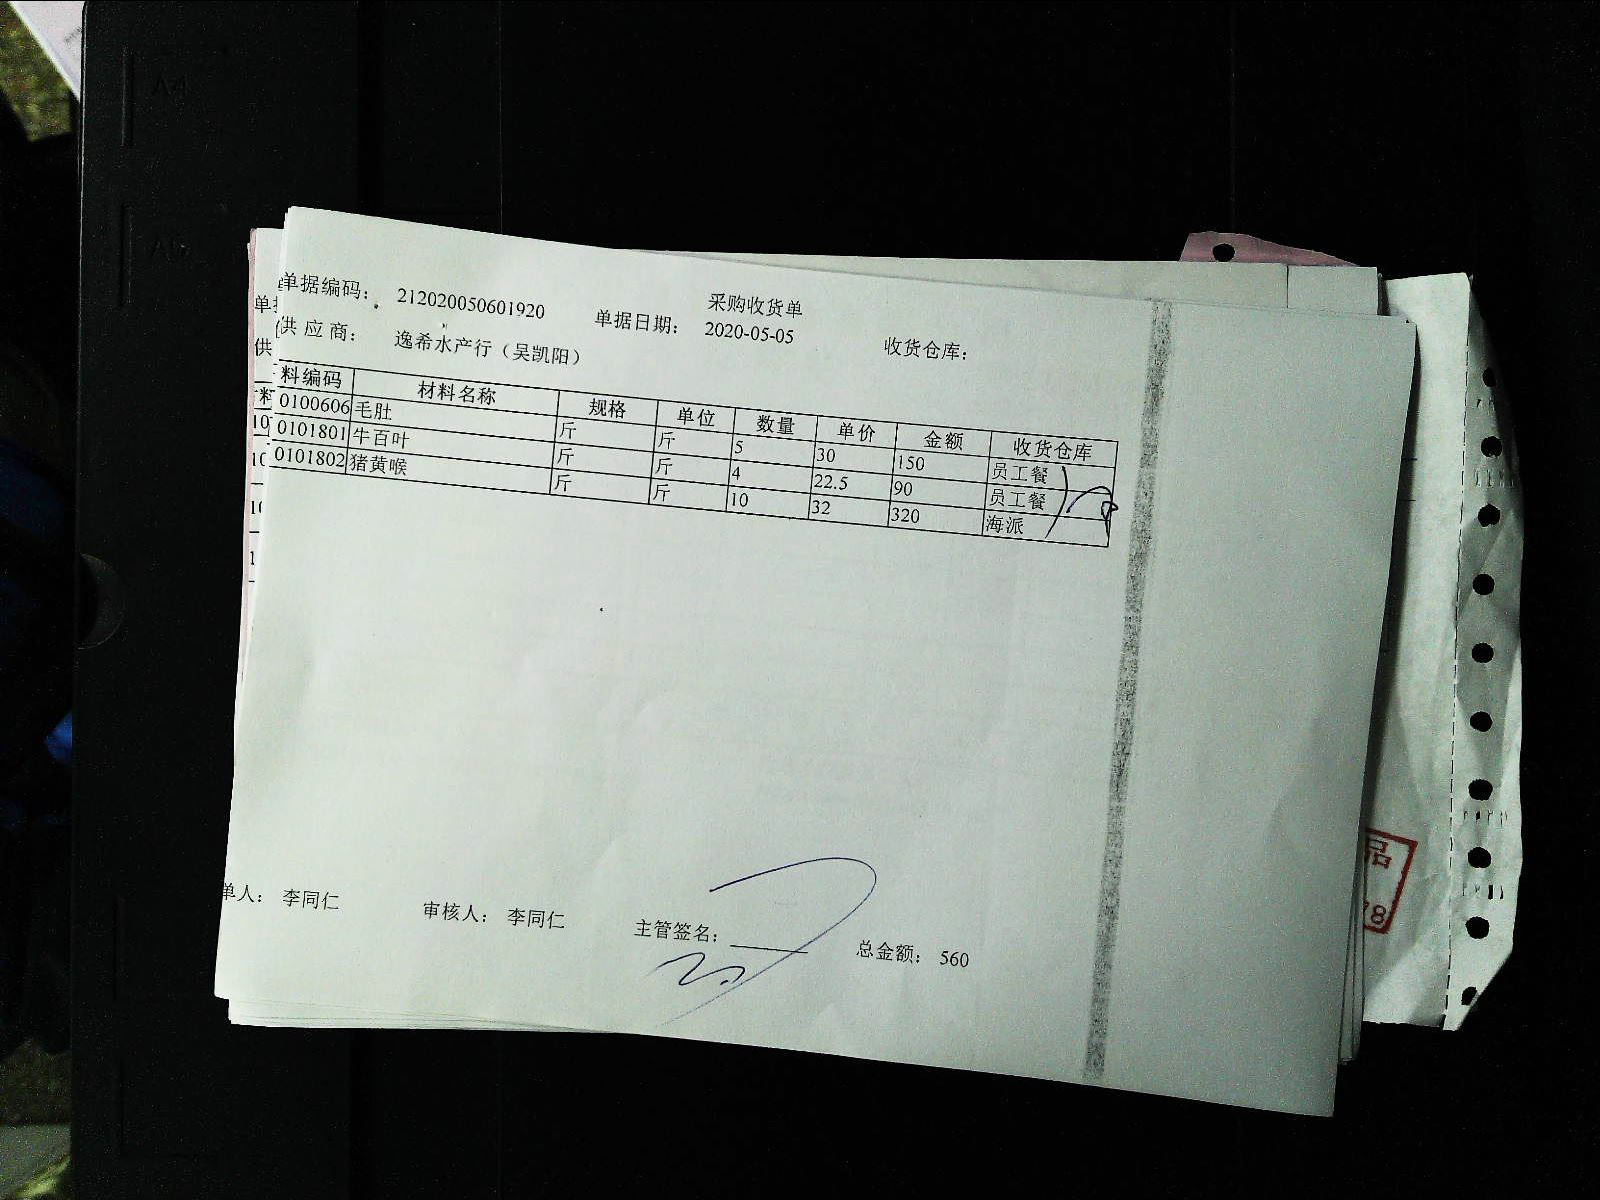 采购收货单
单据编码： 212020050601920 单据日期： 2020-05-05 收货仓库：
供应商： 逸希水产行（吴凯阳）
料编码 材料名称 规格 单位 数量 单价 金额 收货仓库
0100606 毛肚 斤 斤 5 30 150 员工餐
0101801 牛百叶 斤 斤 4 22.5 90 员工餐
0101802 猪黄喉 斤 斤 10 32 320 海派
单人： 李同仁 审核人： 李同仁 主管签名： 总金额： 560
品
78
A4
A5